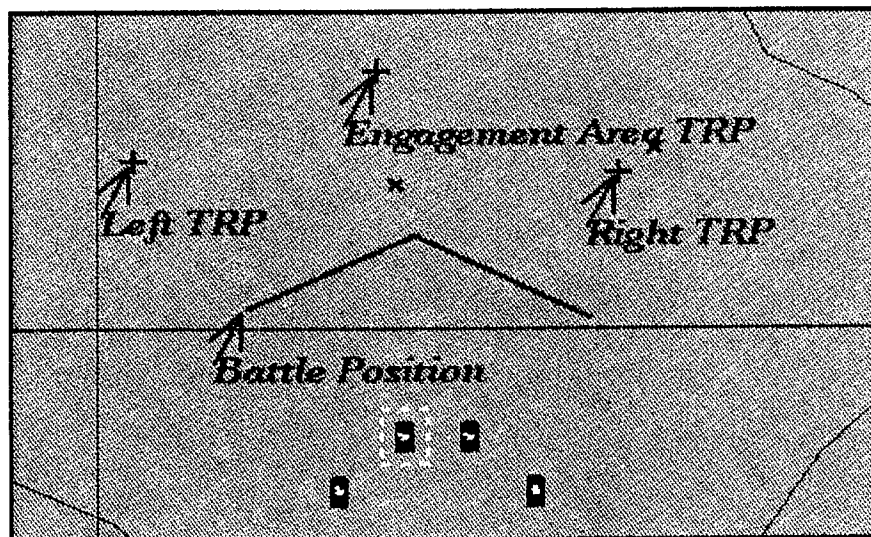 Engagement Area TRP
Left TRP
Right TRP
Battle Position